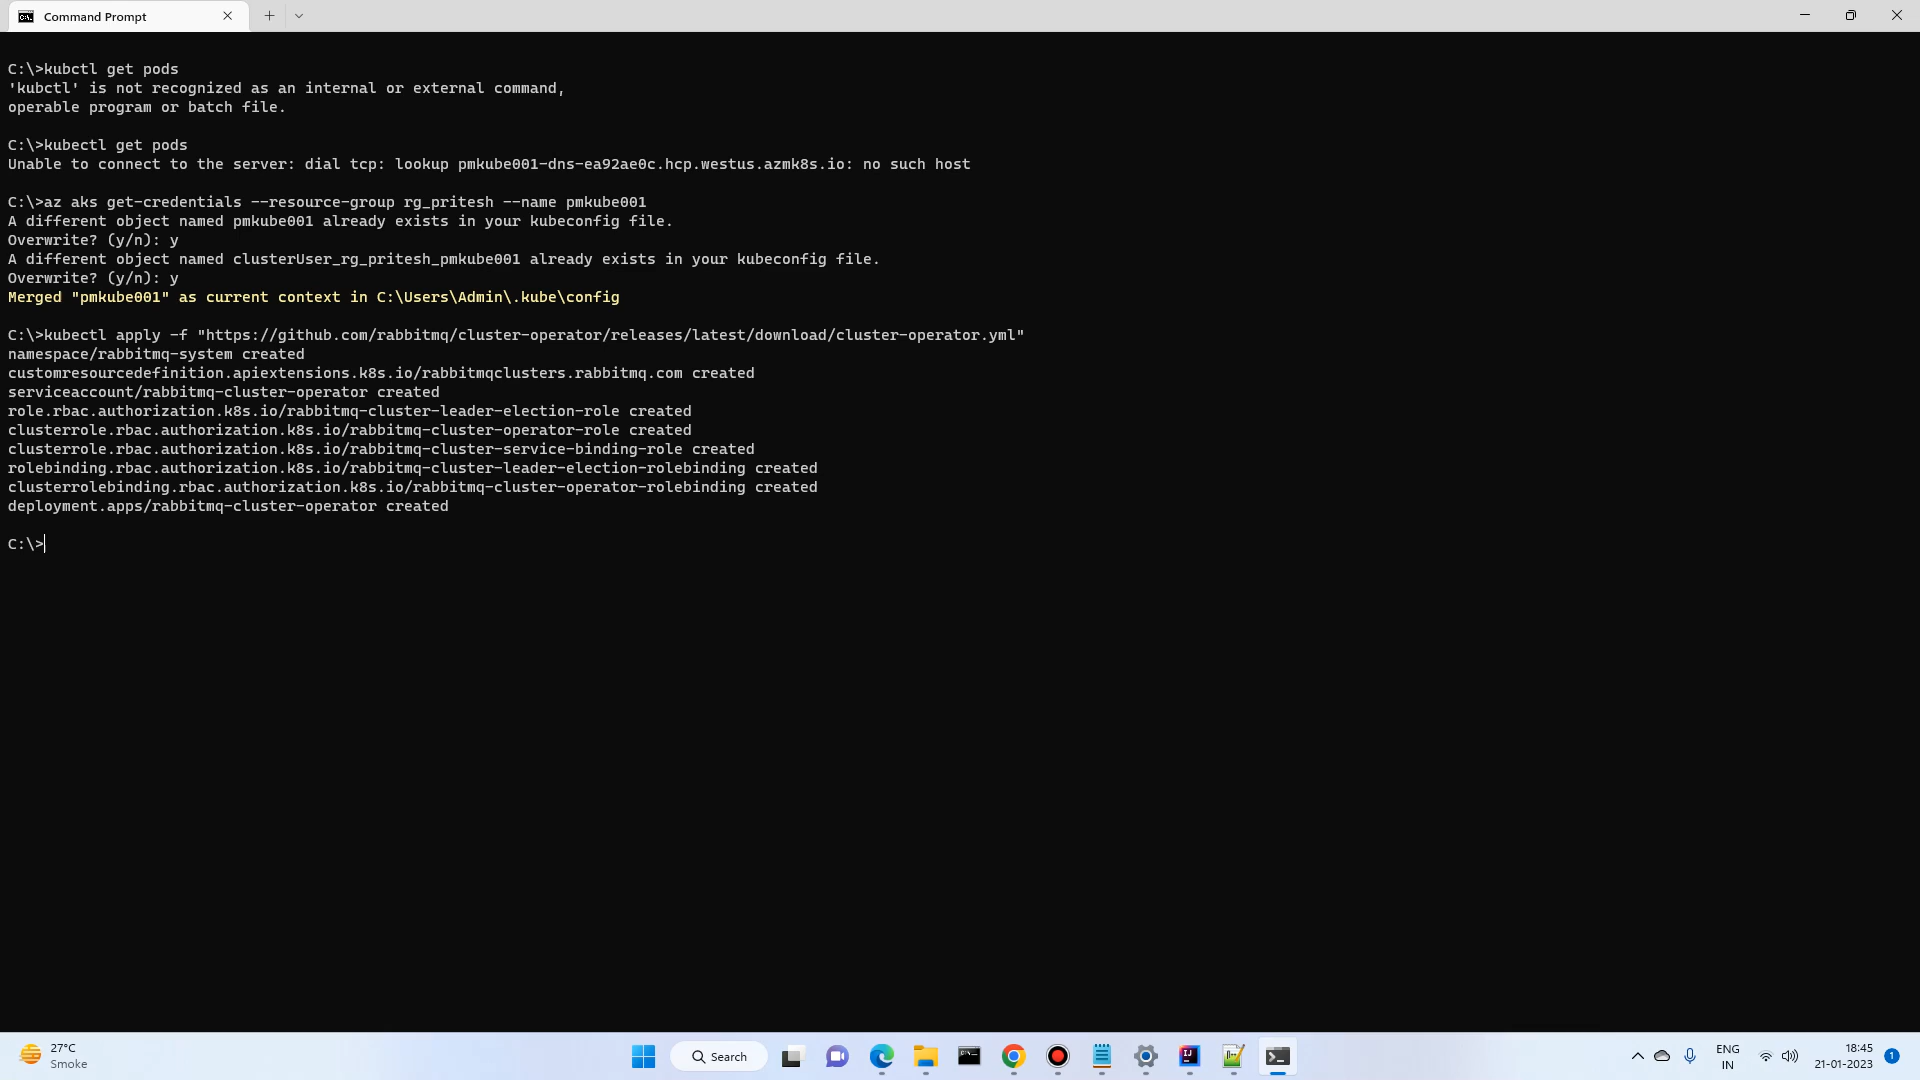 Command Prompt
C:\>kubctl get pods
'kubctl' is not recognized as an internal or external command,
operable program or batch file.
C:\>kubectl get pods
Unable to connect to the server: dial tcp: lookup pmkube001-dns-ea92ae0c.hcp.westus.azmk8s.io: no such host
C:\>az aks get-credentials --resource-group rg_pritesh --name pmkube001
A different object named pmkube001 already exists in your kubeconfig file.
Overwrite? (y/n): y
A different object named clusterUser_rg_pritesh_pmkube001 already exists in your kubeconfig file.
Overwrite? (y/n): y
Merged "pmkube001" as current context in C:\Users\Admin\.kube\config
C:\>kubectl apply -f "https://github.com/rabbitmq/cluster-operator/releases/latest/download/cluster-operator.yml"
namespace/rabbitmq-system created
customresourcedefinition.apiextensions.k8s.io/rabbitmqclusters.rabbitmq.com created
serviceaccount/rabbitmq-cluster-operator created
role.rbac.authorization.k8s.io/rabbitmq-cluster-leader-election-role created
clusterrole.rbac.authorization.k8s.io/rabbitmq-cluster-operator-role created
clusterrole.rbac.authorization.k8s.io/rabbitmq-cluster-service-binding-role created
rolebinding.rbac.authorization.k8s.io/rabbitmq-cluster-leader-election-rolebinding created
clusterrolebinding.rbac.authorization.k8s.io/rabbitmq-cluster-operator-rolebinding created
deployment.apps/rabbitmq-cluster-operator created
C:\>
27°C
Smoke
Search
ENG
IN
18:45
21-01-2023
1